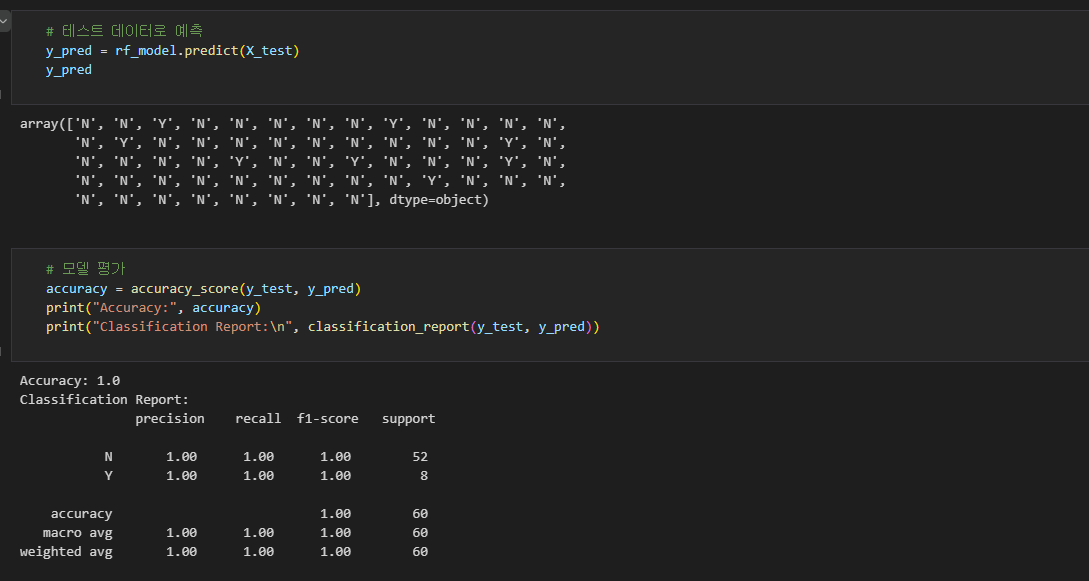 # 테스트 데이터로 예측
y_pred = rf_model.predict(X_test)
y_pred
array(['N', 'N', 'Y', 'N', 'N', 'N', 'N', 'N', 'Y', 'N', 'N', 'N', 'N',
'N', 'Y', 'N', 'N', 'N', 'N', 'N', 'N', 'N', 'N', 'N', 'Y', 'N',
'N', 'N', 'N', 'N', 'Y', 'N', 'N', 'Y', 'N', 'N', 'N', 'Y', 'N',
'N', 'N', 'N', 'N', 'N', 'N', 'N', 'N', 'N', 'Y', 'N', 'N', 'N',
'N', 'N', 'N', 'N', 'N', 'N', 'N', 'N'], dtype=object)
# 모델 평가
accuracy = accuracy_score(y_test, y_pred)
print("Accuracy:", accuracy)
print("Classification Report:\n", classification_report(y_test, y_pred))
Accuracy: 1.0
Classification Report:
precision recall f1-score support
N 1.00 1.00 1.00 52
Y 1.00 1.00 1.00 8
accuracy 1.00 60
macro avg 1.00 1.00 1.00 60
weighted avg 1.00 1.00 1.00 60